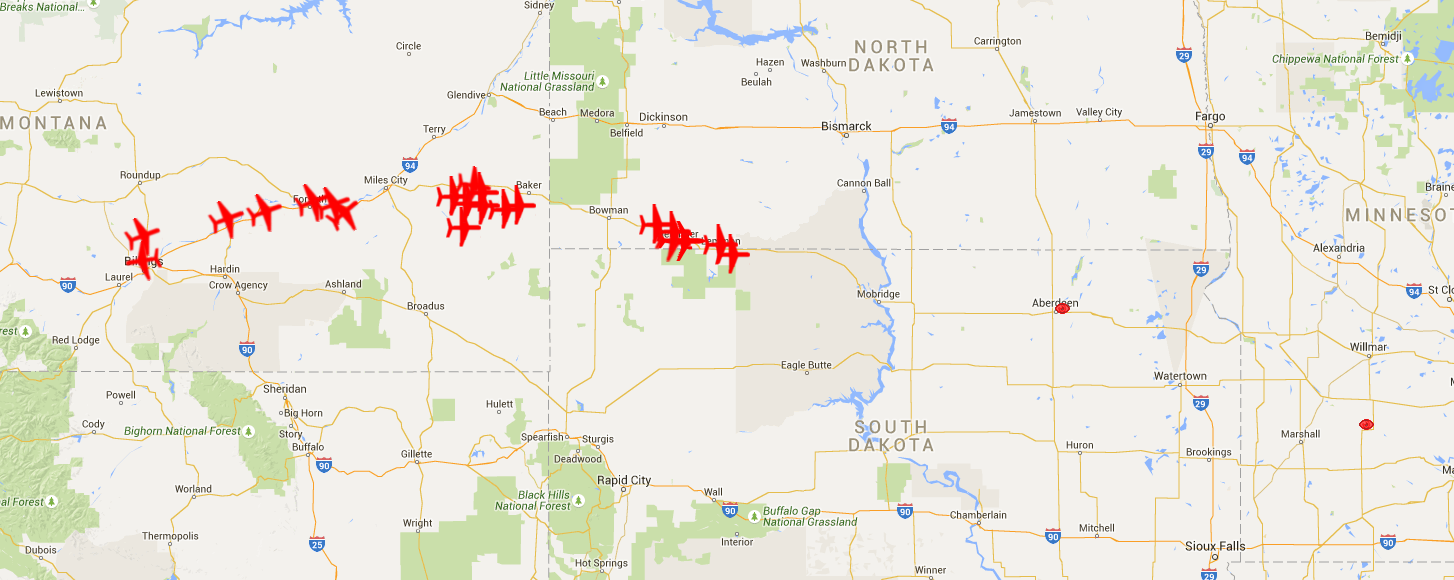 Breaks National...
Sidney
Circle
NORTH
DAKOTA
Carrington
29
Bemidji
Chippewa National Forest
Hazen
Washburn
Beulah
Little Missouri
National Grassland
Lewistown
Glendive
MONTANA
Terry
Beach
Medora
Belfield
Dickinson
Bismarck
94
Jamestown
Valley City
Fargo
29
94
94
Roundup
Miles City
Baker
Cannon Ball
Bowman
MINNESOT
Alexandria
Laurel
Hardin
Crow Agency
Ashland
90
Broadus
Mobridge
Aberdeen
29
94
St Clo
rest
Red Lodge
90
Willmar
Eagle Butte
Watertown
29
Sheridan
Powell
Big Horn
Hulett
Cody
Bighorn National Forest
Story
Buffalo
Gillette
90
Spearfish
Sturgis
Deadwood
SOUTH
DAKOTA
Huron
Brookings
Marshall
Worland
Rapid City
Wall
Black Hills
National Forest
90
Buffalo Gap
National Grassland
90
Chamberlain
al Forest
Wright
Thermopolis
25
Interior
Mitchell
90
Sioux Falls
90
Dubois
Hot Springs
Winner
29